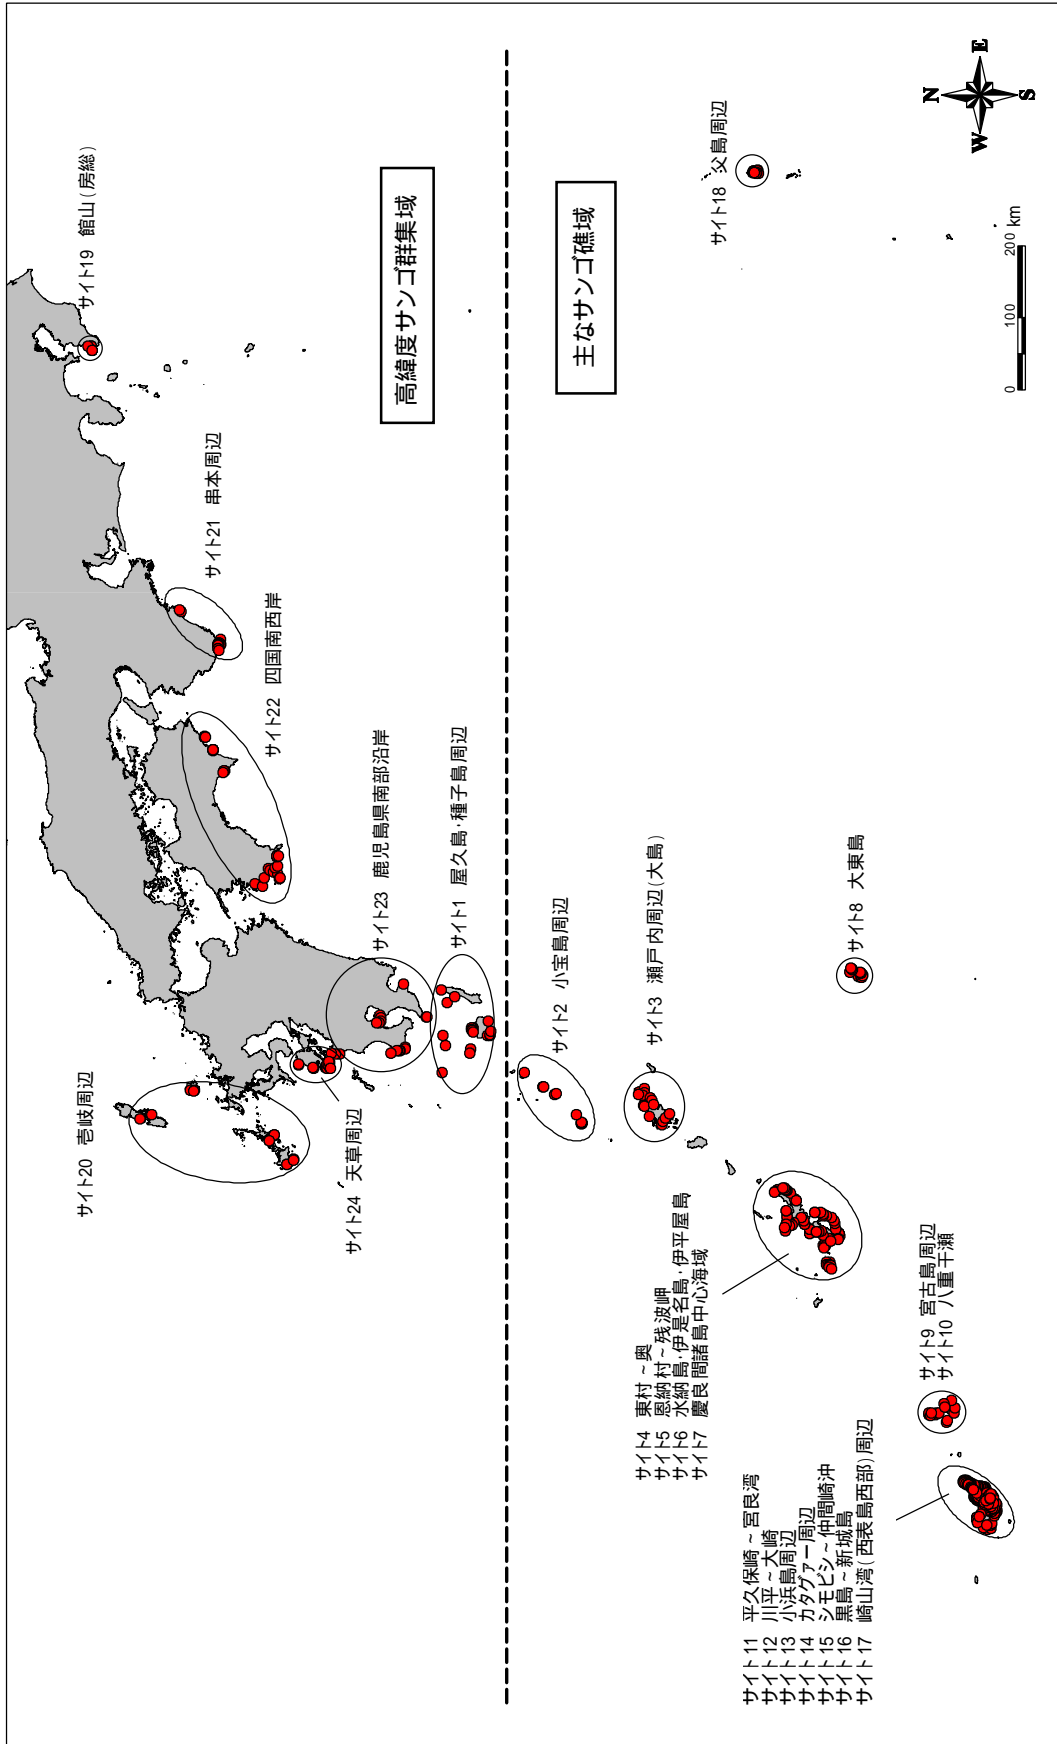 サイト19 館山(房総)
サイト21 串本周辺
サイト22 四国南西岸
サイト23 鹿児島県南部沿岸
サイト1 屋久島・種子島周辺
サイト20 壱岐周辺
サイト24 天草周辺
高緯度サンゴ群集域
主なサンゴ礁域
サイト2 小宝島周辺
サイト3 瀬戸内周辺(大島)
サイト4 東村~奥
サイト5 恩納村~残波岬
サイト6 水納島・伊是名島・伊平屋島
サイト7 慶良間諸島中心海域
サイト8 大東島
サイト9 宮古島周辺
サイト10 八重干瀬
サイト11 平久保崎~宮良湾
サイト12 川平~大崎
サイト13 小浜島周辺
サイト14 カタグァー周辺
サイト15 シモビシ~仲間崎沖
サイト16 黒島~新城島
サイト17 崎山湾(西表島西部)周辺
サイト18 父島周辺
N
W
E
S
0 100 200 km